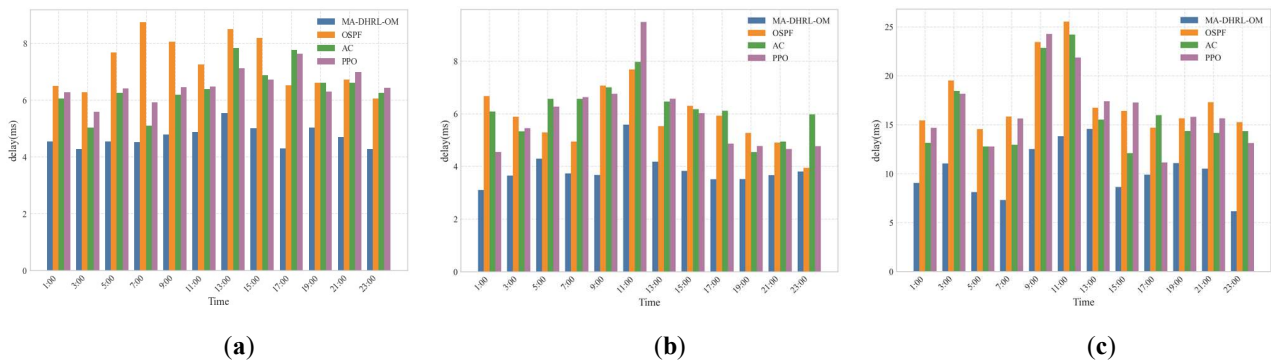 MA-DHRL-OM
OSPF
AC
PPO
delay(ms)
8
6
4
2
0
1:00
3:00
5:00
7:00
9:00
11:00
13:00
15:00
17:00
19:00
21:00
23:00
Time
(a)
MA-DHRL-OM
OSPF
AC
PPO
delay(ms)
8
6
4
2
0
1:00
3:00
5:00
7:00
9:00
11:00
13:00
15:00
17:00
19:00
21:00
23:00
Time
(b)
MA-DHRL-OM
OSPF
AC
PPO
delay(ms)
25
20
15
10
5
0
1:00
3:00
5:00
7:00
9:00
11:00
13:00
15:00
17:00
19:00
21:00
23:00
Time
(c)